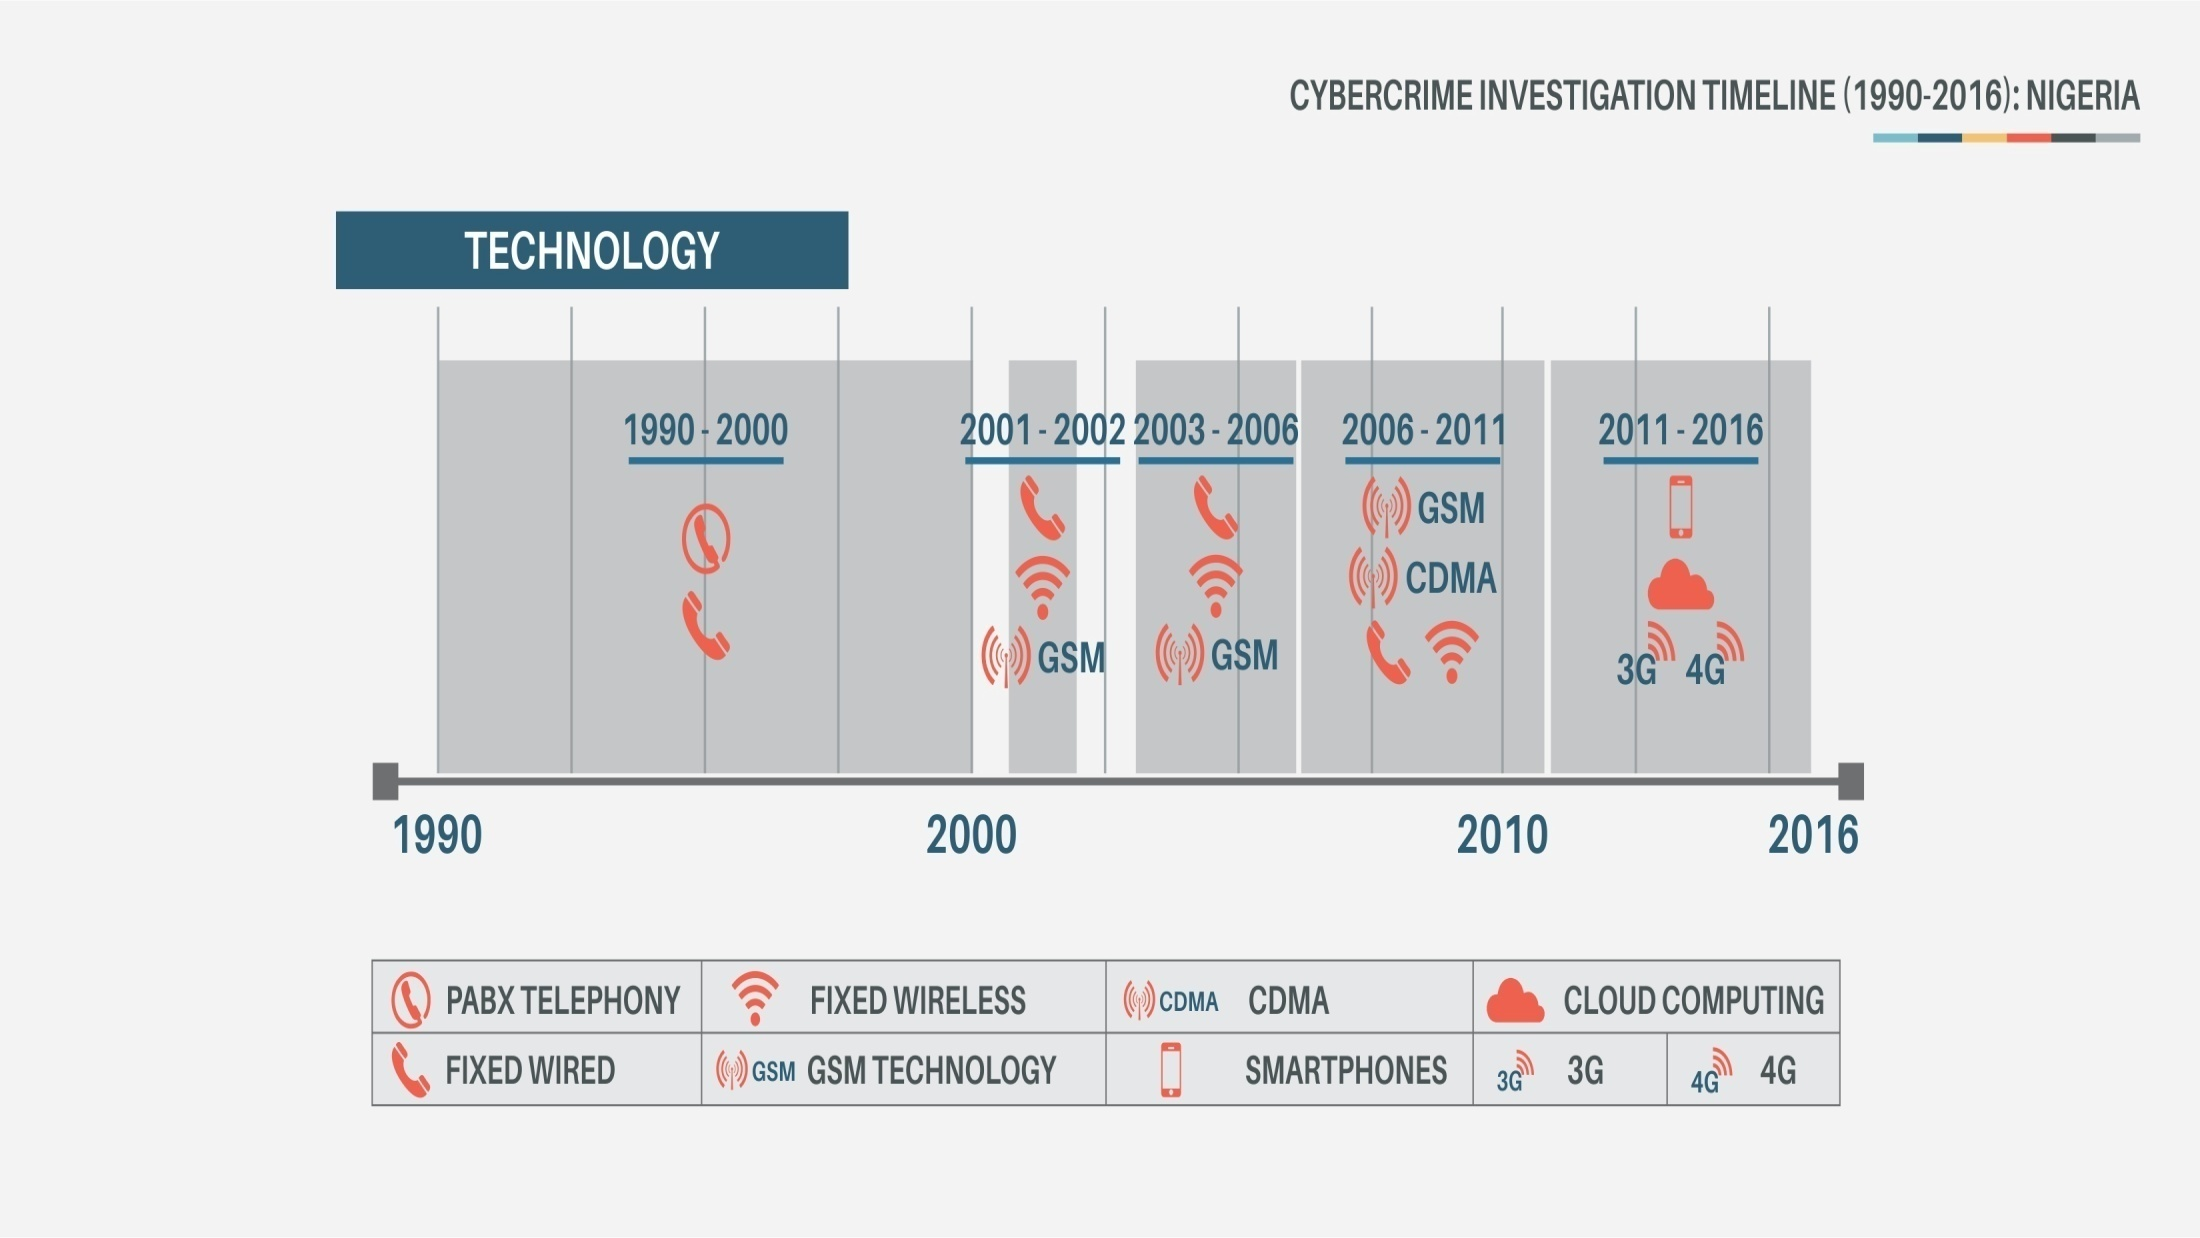 CYBERCRIME INVESTIGATION TIMELINE (1990-2016): NIGERIA
TECHNOLOGY
1990 - 2000
2001 - 2002
2003 - 2006
2006 - 2011
2011 - 2016
GSM
GSM
GSM
CDMA
3G
4G
1990
2000
2010
2016
PABX TELEPHONY
FIXED WIRELESS
CDMA
CDMA
CLOUD COMPUTING
FIXED WIRED
GSM
GSM TECHNOLOGY
SMARTPHONES
3G
3G
4G
4G